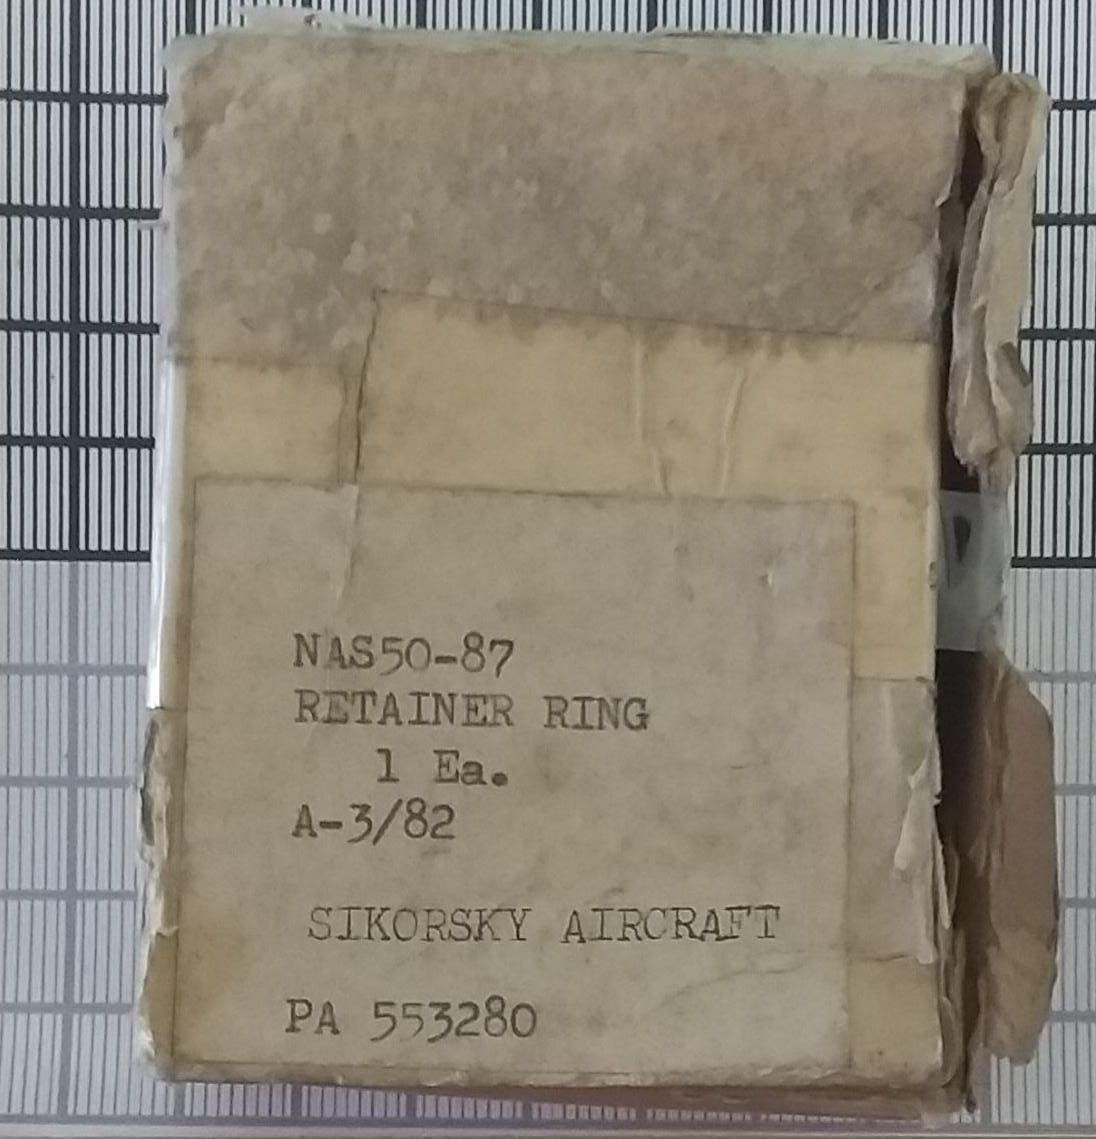 NAS50-87
RETAINER RING
1 Ea.
A-3/82
SIKORSKY AIRCRAFT
PA 553280